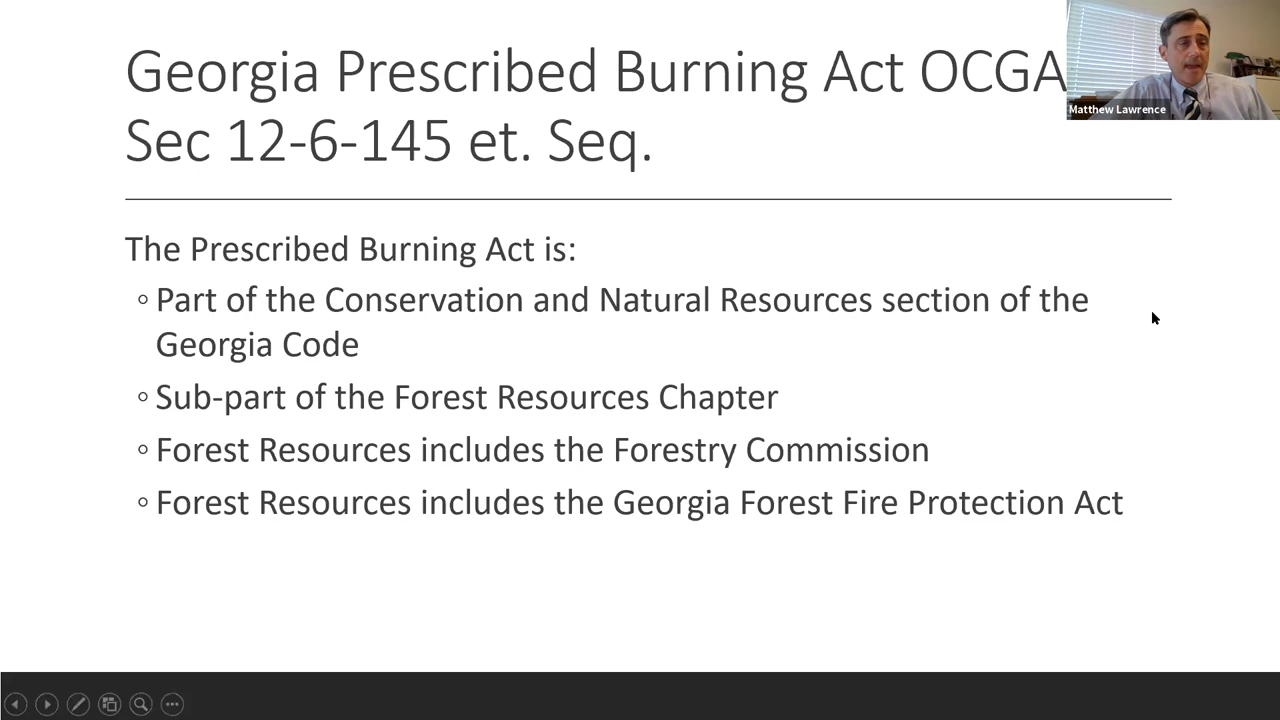 Georgia Prescribed Burning Act OCGA
Sec 12-6-145 et. Seq.
Matthew Lawrence
The Prescribed Burning Act is:
◦ Part of the Conservation and Natural Resources section of the
Georgia Code
◦ Sub-part of the Forest Resources Chapter
◦ Forest Resources includes the Forestry Commission
◦ Forest Resources includes the Georgia Forest Fire Protection Act